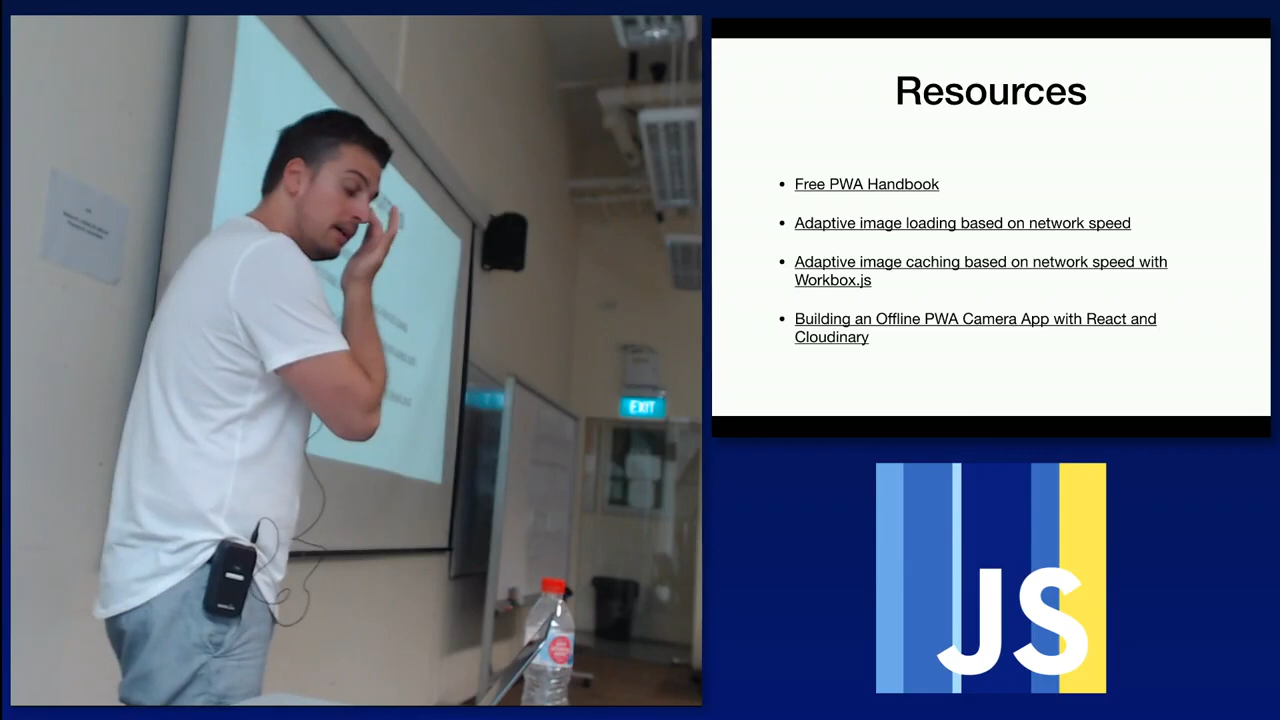 EXIT
Resources
Free PWA Handbook
Adaptive image loading based on network speed
Adaptive image caching based on network speed with
Workbox.js
Building an Offline PWA Camera App with React and
Cloudinary
JS